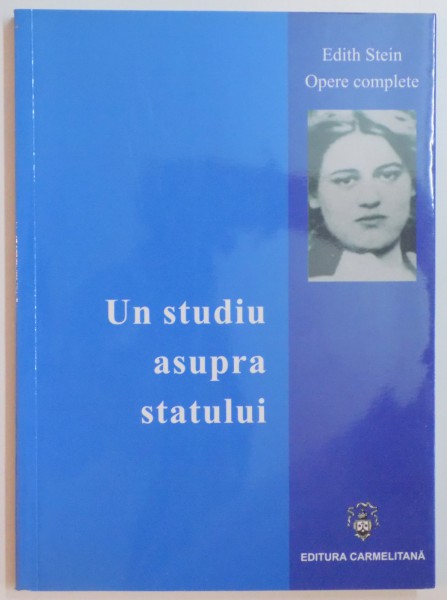 Edith Stein
Opere complete
Un studiu
asupra
statului
EDITURA CARMELITANĂ